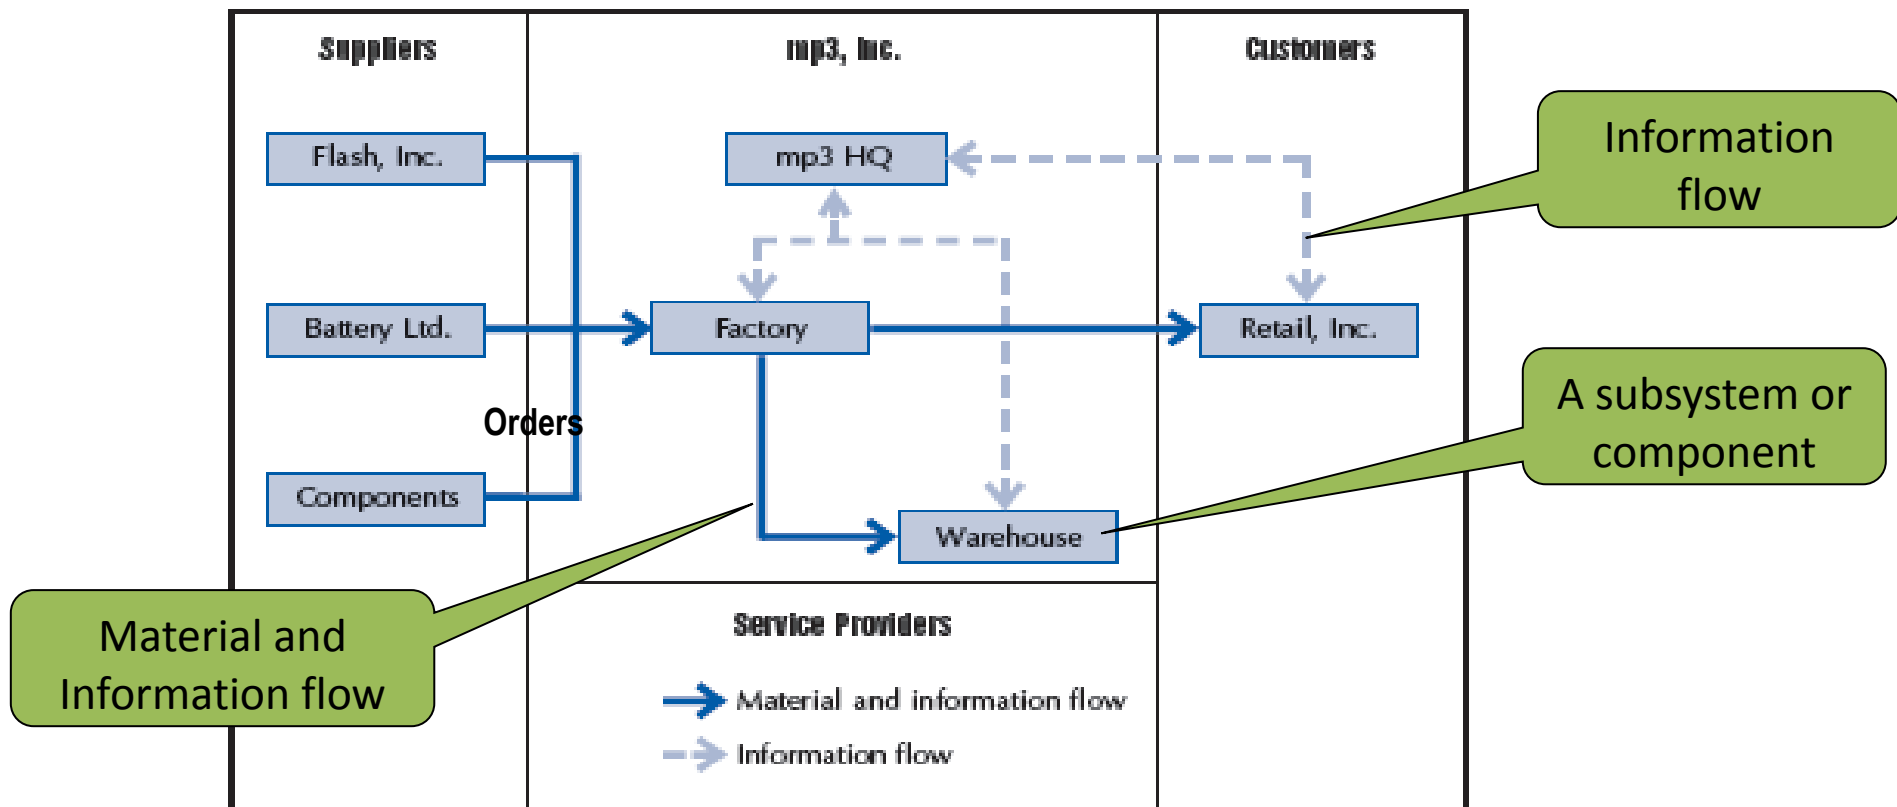 Suppliers
mp3, Inc.
Customers
Flash, Inc.
mp3 HQ
Information
flow
Battery Ltd.
Factory
Retail, Inc.
Orders
A subsystem or
component
Components
Warehouse
Material and
Information flow
Service Providers
Material and information flow
Information flow